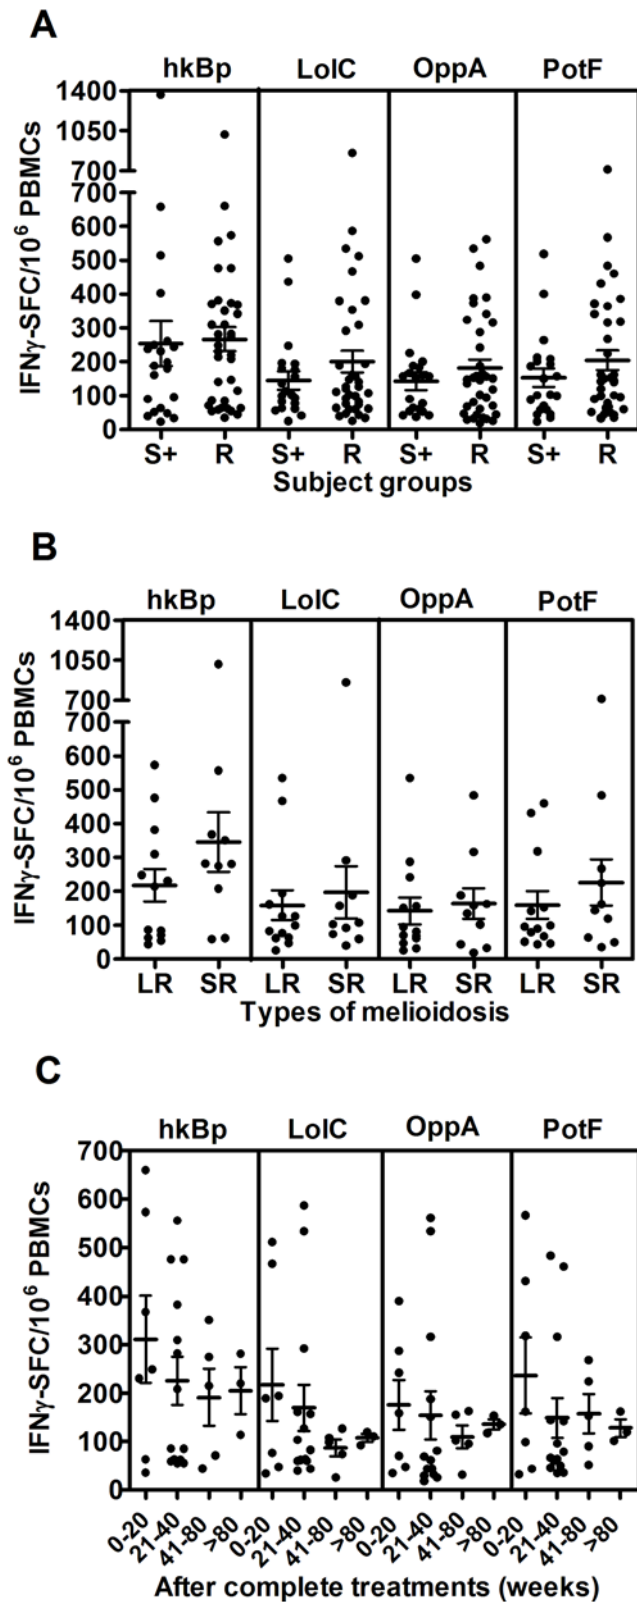 A
hkBp LolC OppA PotF
IFNγ-SFC/10⁶ PBMCs
1400
1050
700
700
600
500
400
300
200
100
0
S+ R S+ R S+ R S+ R
Subject groups
B
hkBp LolC OppA PotF
IFNγ-SFC/10⁶ PBMCs
1400
1050
700
700
600
500
400
300
200
100
0
LR SR LR SR LR SR LR SR
Types of melioidosis
C
hkBp LolC OppA PotF
IFNγ-SFC/10⁶ PBMCs
700
600
500
400
300
200
100
0
0-20 21-40 41-80 >80 0-20 21-40 41-80 >80 0-20 21-40 41-80 >80 0-20 21-40 41-80 >80
After complete treatments (weeks)